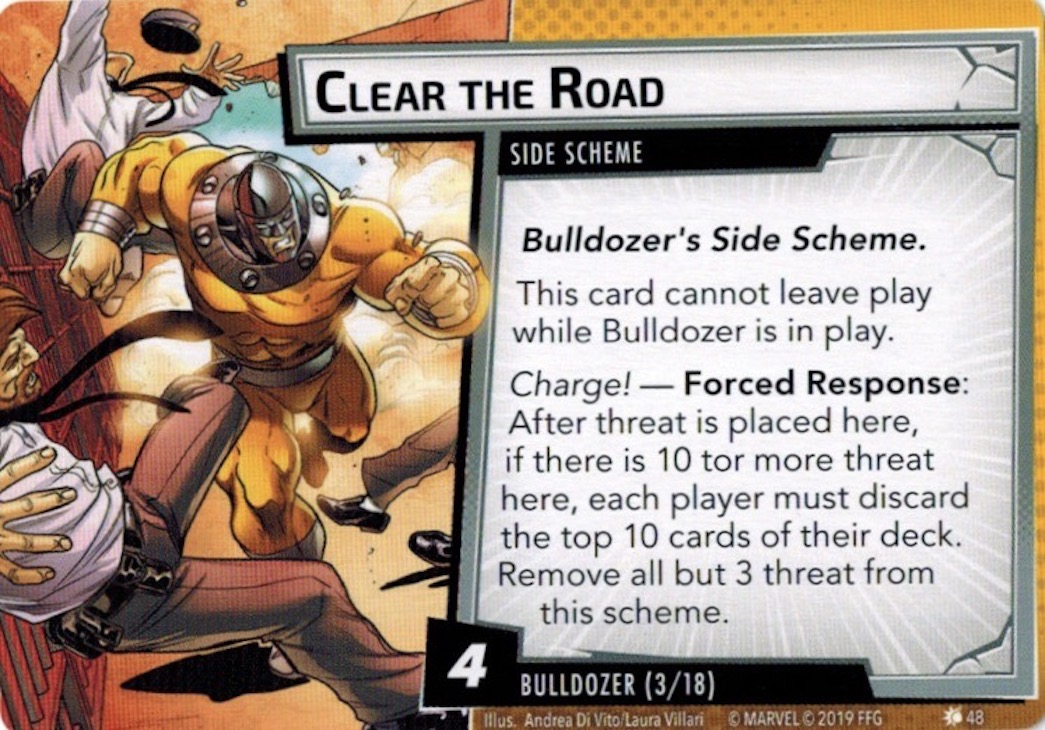 CLEAR THE ROAD
SIDE SCHEME
Bulldozer's Side Scheme.
This card cannot leave play
while Bulldozer is in play.
Charge! — Forced Response:
After threat is placed here,
if there is 10 tor more threat
here, each player must discard
the top 10 cards of their deck.
Remove all but 3 threat from
this scheme.
4
BULLDOZER (3/18)
Illus. Andrea Di Vito/Laura Villari © MARVEL © 2019 FFG 48